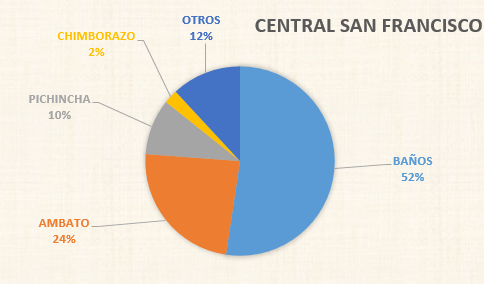 CENTRAL SAN FRANCISCO
OTROS
12%
CHIMBORAZO
2%
PICHINCHA
10%
BAÑOS
52%
AMBATO
24%